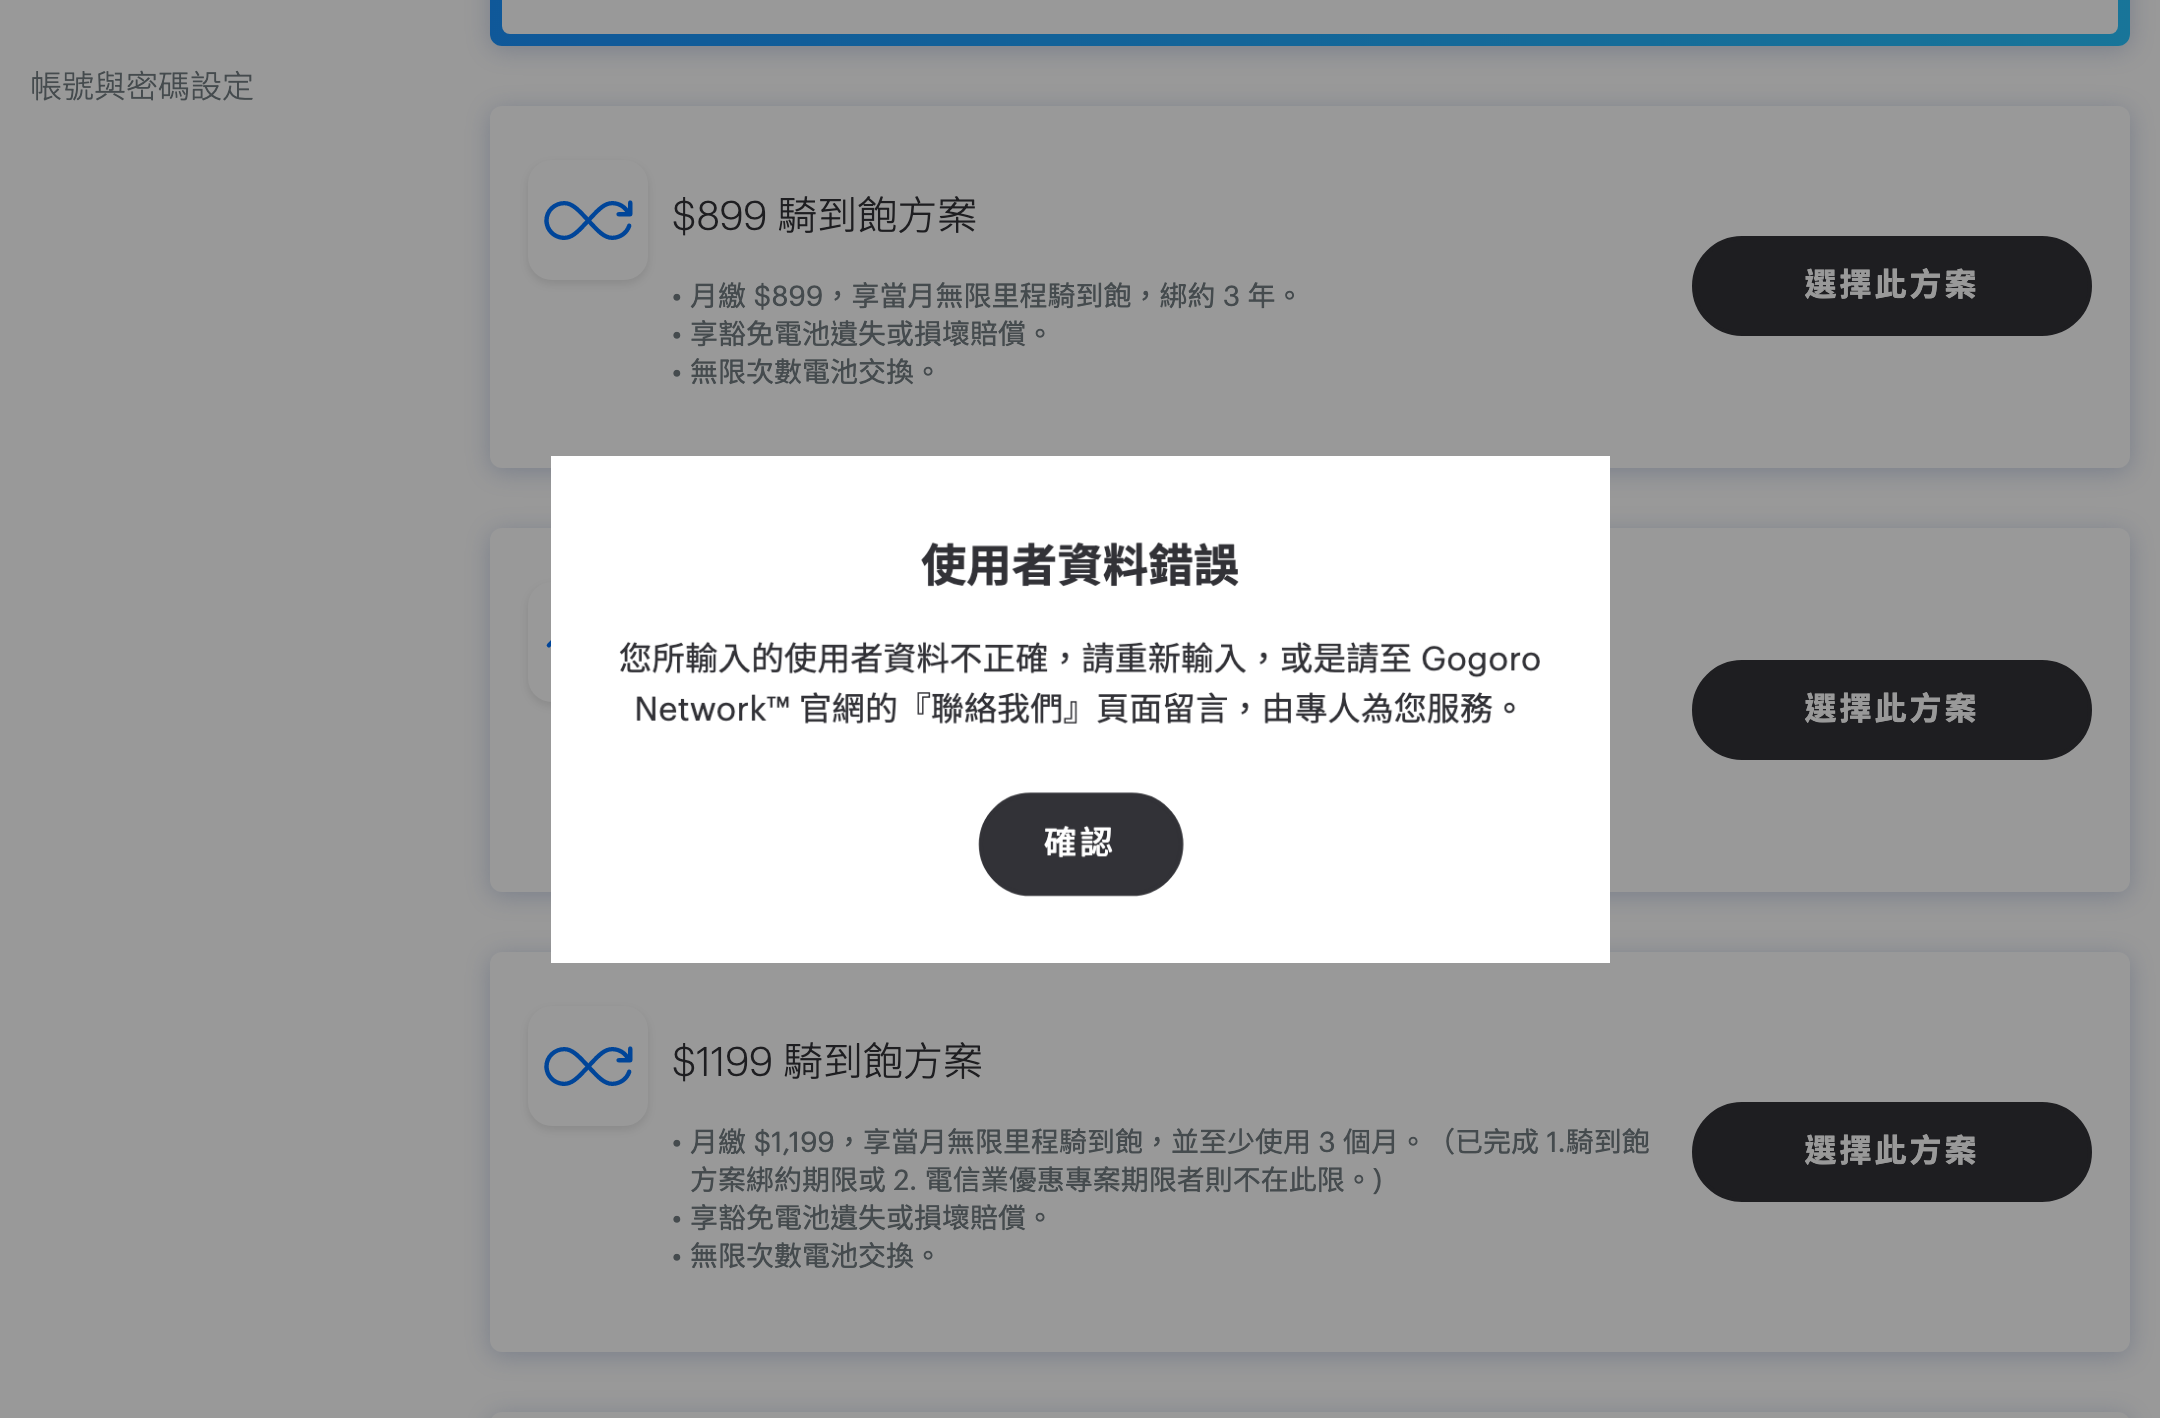 帳號與密碼設定
$899 騎到飽方案
• 月繳 $899，享當月無限里程騎到飽，綁約 3 年。
• 享豁免電池遺失或損壞賠償。
• 無限次數電池交換。
選擇此方案
使用者資料錯誤
您所輸入的使用者資料不正確，請重新輸入，或是請至 Gogoro
Network™ 官網的『聯絡我們』頁面留言，由專人為您服務。
確認
選擇此方案
$1199 騎到飽方案
• 月繳 $1,199，享當月無限里程騎到飽，並至少使用 3 個月。（已完成 1.騎到飽
方案綁約期限或 2. 電信業優惠專案期限者則不在此限。)
• 享豁免電池遺失或損壞賠償。
• 無限次數電池交換。
選擇此方案